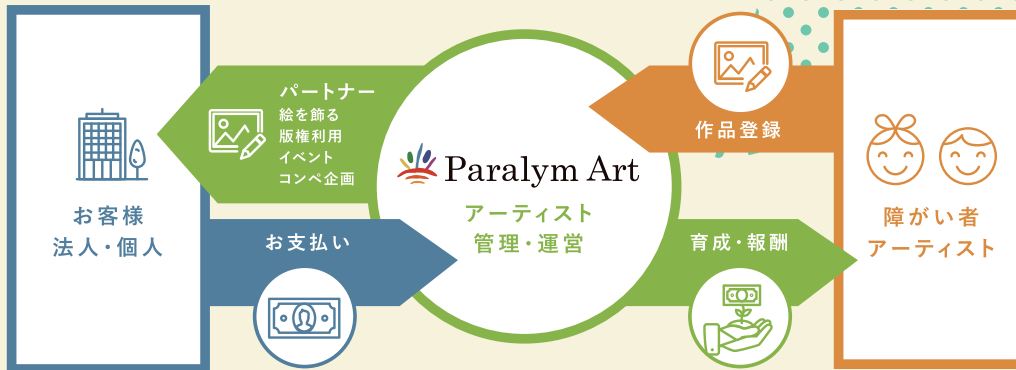 お客様
法人・個人
パートナー
絵を飾る
版権利用
イベント
コンペ企画
お支払い
Paralym Art
アーティスト
管理・運営
作品登録
育成・報酬
障がい者
アーティスト